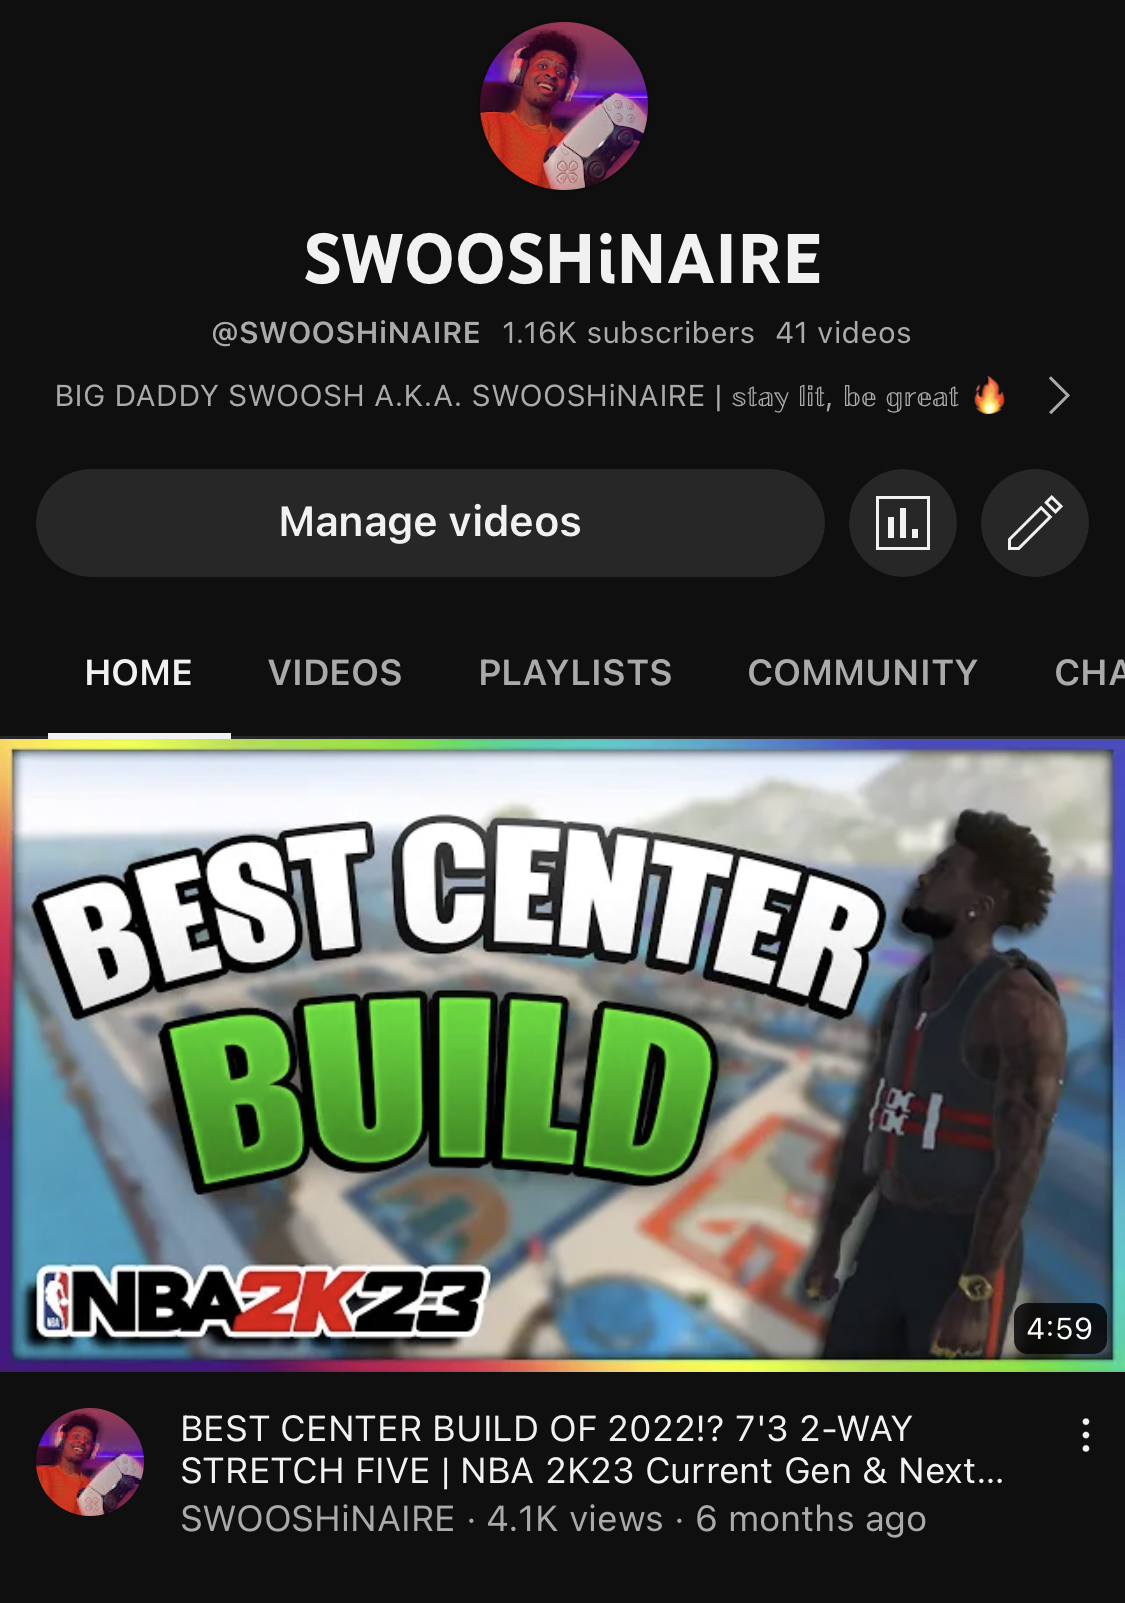 SWOOSHiNAIRE
@SWOOSHiNAIRE 1.16K subscribers 41 videos
BIG DADDY SWOOSH A.K.A. SWOOSHiNAIRE | 𝕤𝕥𝕒𝕪 𝕝𝕚𝕥, 𝕓𝕖 𝕘𝕣𝕖𝕒𝕥 🔥
Manage videos
HOME VIDEOS PLAYLISTS COMMUNITY CHA
BEST CENTER
BUILD
NBA2K23
4:59
BEST CENTER BUILD OF 2022!? 7'3 2-WAY
STRETCH FIVE | NBA 2K23 Current Gen & Next...
SWOOSHiNAIRE · 4.1K views · 6 months ago